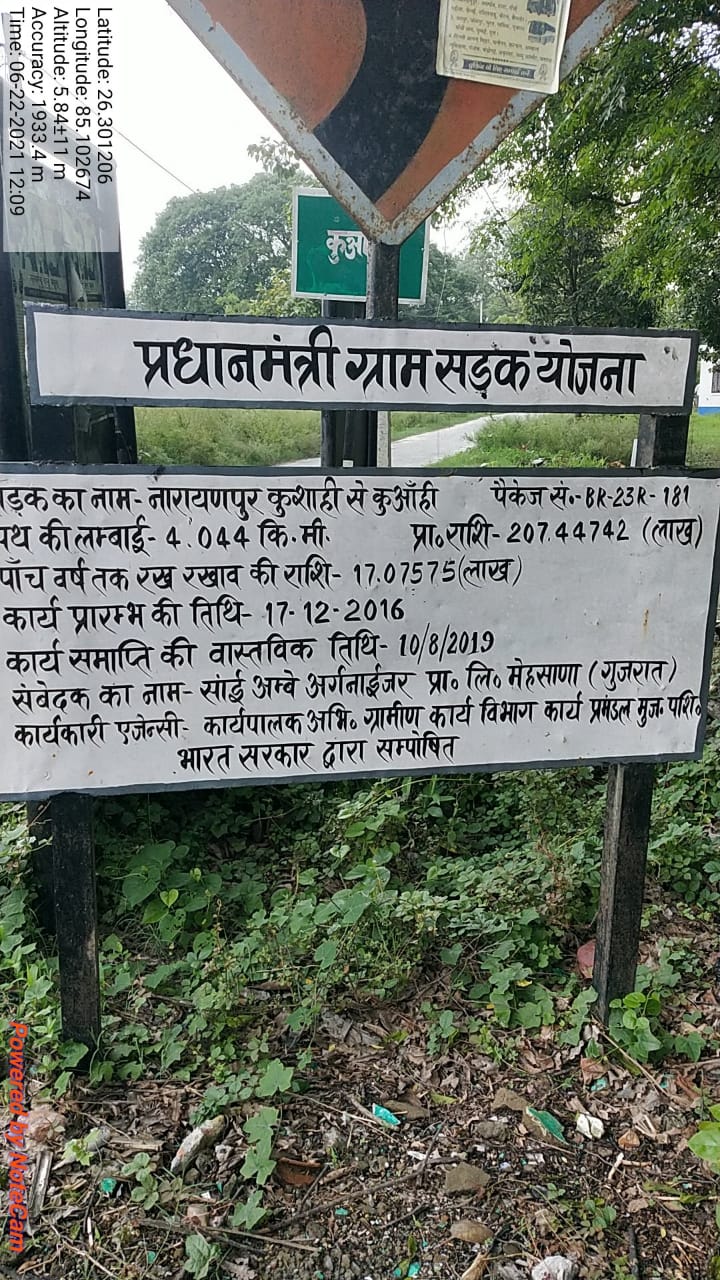 Latitude: 26.301206
Longitude: 85.102674
Altitude: 5.84±11 m
Accuracy: 1933.4 m
Time: 06-22-2021 12:09
कुआ
प्रधानमंत्री ग्राम सड़क योजना
ड़क का नाम- नारायणपुर कुशाही से कुआँही पैकेज सं.- BR-23R-181
पथ की लम्बाई- 4.044 कि.मी. प्रा० राशि- 207.44742 (लाख)
पाँच वर्ष तक रख रखाव की राशि- 17.07575 (लाख)
कार्य प्रारम्भ की तिथि- 17-12-2016
कार्य समाप्ति की वास्तविक तिथि- 10/8/2019
संवेदक का नाम- सांई अम्बे अर्गनाईजर प्रा० लि० मेहसाणा (गुजरात)
कार्यकारी एजेन्सी- कार्यपालक अभि० ग्रामीण कार्य विभाग कार्य प्रमंडल मुज० पश्चि०
भारत सरकार द्वारा सम्पोषित
Powered by NoteCam